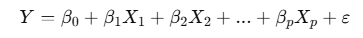 Y = β₀ + β₁X₁ + β₂X₂ + ... + βₚXₚ + ε